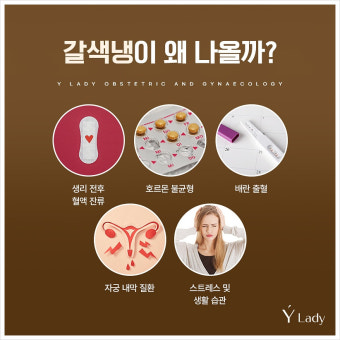 갈색냉이 왜 나올까?
Y LADY OBSTETRIC AND GYNAECOLOGY
생리 전후
혈액 잔류
호르몬 불균형
배란 출혈
자궁 내막 질환
스트레스 및
생활 습관
Y Lady